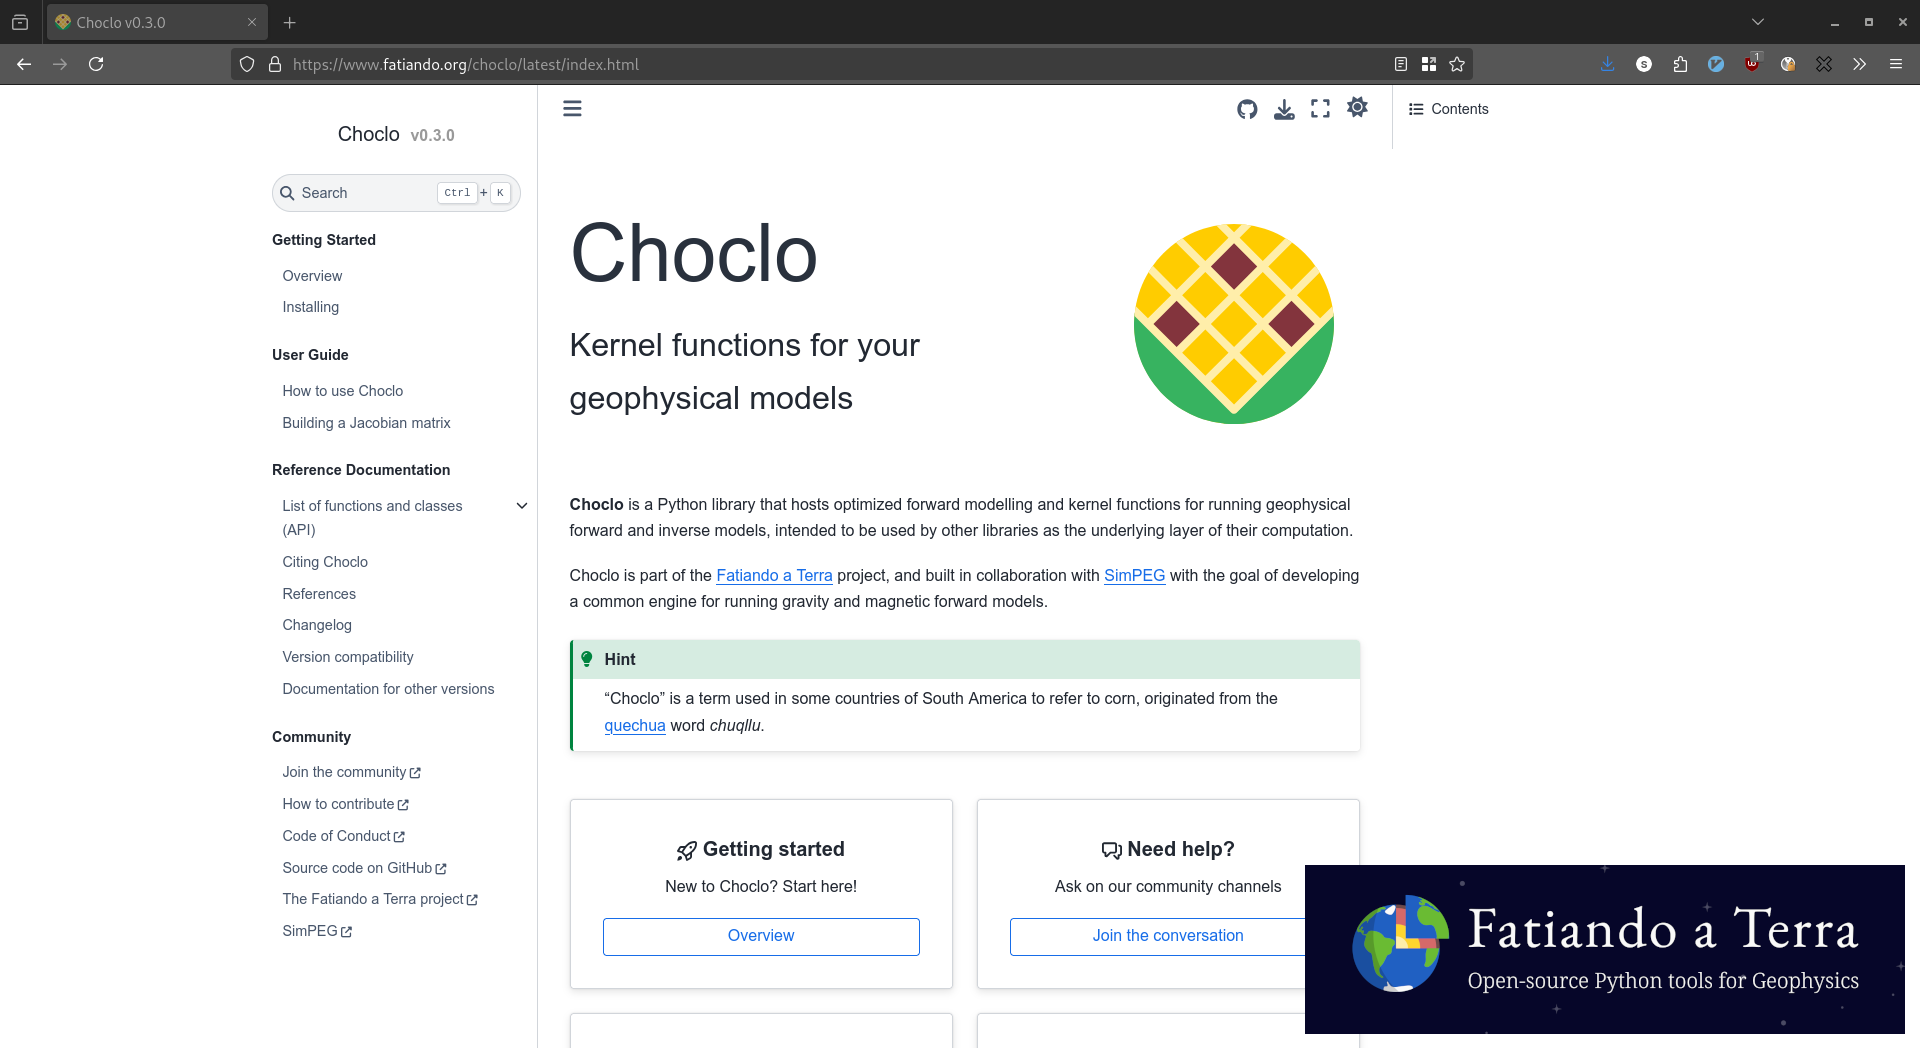 Choclo v0.3.0
https://www.fatiando.org/choclo/latest/index.html
1
S
Choclo v0.3.0
Search Ctrl + K
Getting Started
Overview
Installing
User Guide
How to use Choclo
Building a Jacobian matrix
Reference Documentation
List of functions and classes
(API)
Citing Choclo
References
Changelog
Version compatibility
Documentation for other versions
Community
Join the community
How to contribute
Code of Conduct
Source code on GitHub
The Fatiando a Terra project
SimPEG
Contents
Choclo
Kernel functions for your
geophysical models
Choclo is a Python library that hosts optimized forward modelling and kernel functions for running geophysical
forward and inverse models, intended to be used by other libraries as the underlying layer of their computation.
Choclo is part of the Fatiando a Terra project, and built in collaboration with SimPEG with the goal of developing
a common engine for running gravity and magnetic forward models.
Hint
“Choclo” is a term used in some countries of South America to refer to corn, originated from the
quechua word chuqllu.
Getting started
New to Choclo? Start here!
Overview
Need help?
Ask on our community channels
Join the conversation
Fatiando a Terra
Open-source Python tools for Geophysics